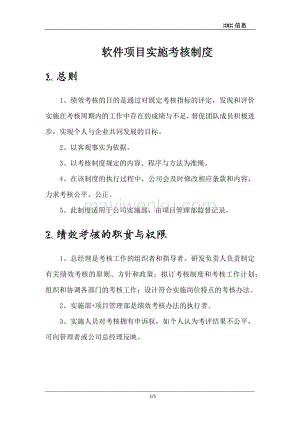 XXX信息
软件项目实施考核制度
1. 总则
1、绩效考核的目的是通过对既定考核指标的评定，发现和评价
实施在考核周期内的工作中存在的成绩与不足，督促团队成员积极进
步，实现个人与企业共同发展的目标。
2、以客观事实为依据。
3、以考核制度规定的内容、程序与方法为准绳。
4、在该制度的执行过程中，公司会及时修改相应条款和内容，
力求考核公平、公正。
5、此制度适用于公司实施部，由项目管理部监督记录。
2. 绩效考核的职责与权限
1、总经理是考核工作的组织者和指导者。研发负责人负责制定
有关绩效考核的原则、方针和政策；拟订考核制度和考核工作计划；
组织和协调各部门的考核工作；设计符合实施岗位特点的考核办法。
2、实施部+项目管理部是绩效考核办法的执行者。
3、实施人员对考核拥有申诉权，如个人认为考评结果不公平，
可向管理者或公司总经理反映。
1/5